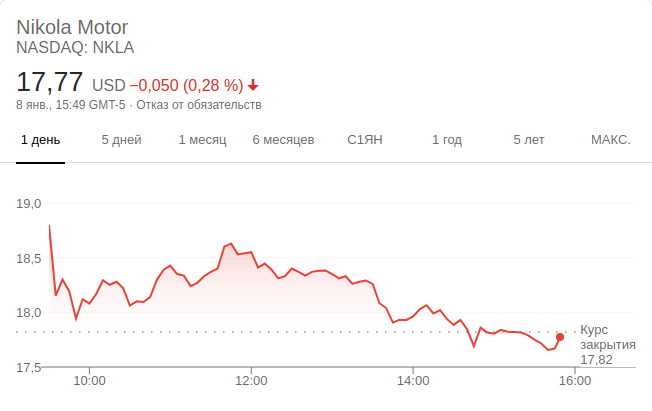 Nikola Motor
NASDAQ: NKLA
17,77 USD −0,050 (0,28 %)
8 янв., 15:49 GMT-5 · Отказ от обязательств
1 день 5 дней 1 месяц 6 месяцев С1ЯН 1 год 5 лет МАКС.
19,0
18,5
18,0
17,5
Курс
закрытия
17,82
10:00 12:00 14:00 16:00